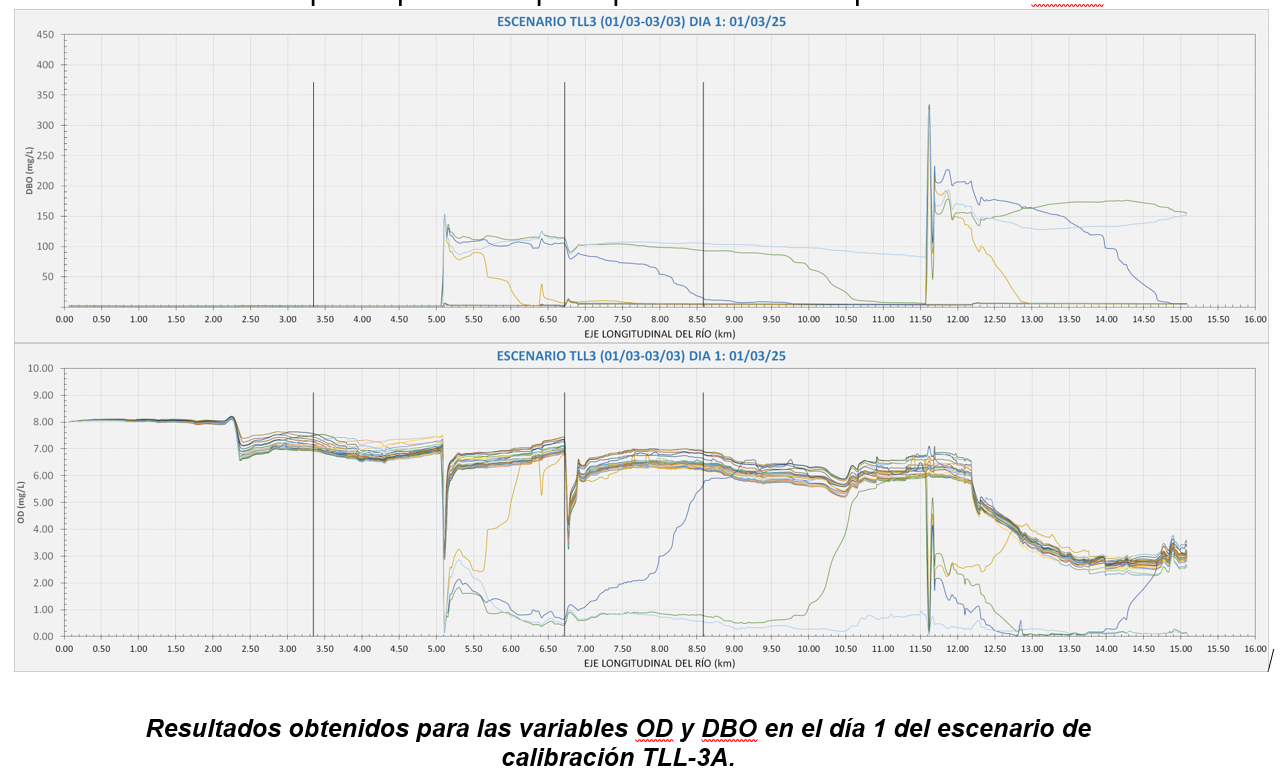 ESCENARIO TLL3 (01/03-03/03) DIA 1: 01/03/25
450
400
350
300
250
200
150
100
50
DBO (mg/L)
0.00 0.50 1.00 1.50 2.00 2.50 3.00 3.50 4.00 4.50 5.00 5.50 6.00 6.50 7.00 7.50 8.00 8.50 9.00 9.50 10.00 10.50 11.00 11.50 12.00 12.50 13.00 13.50 14.00 14.50 15.00 15.50 16.00
EJE LONGITUDINAL DEL RÍO (km)
ESCENARIO TLL3 (01/03-03/03) DIA 1: 01/03/25
10.00
9.00
8.00
7.00
6.00
5.00
4.00
3.00
2.00
1.00
0.00
OD (mg/L)
0.00 0.50 1.00 1.50 2.00 2.50 3.00 3.50 4.00 4.50 5.00 5.50 6.00 6.50 7.00 7.50 8.00 8.50 9.00 9.50 10.00 10.50 11.00 11.50 12.00 12.50 13.00 13.50 14.00 14.50 15.00 15.50 16.00
EJE LONGITUDINAL DEL RÍO (km)
Resultados obtenidos para las variables OD y DBO en el día 1 del escenario de
calibración TLL-3A.